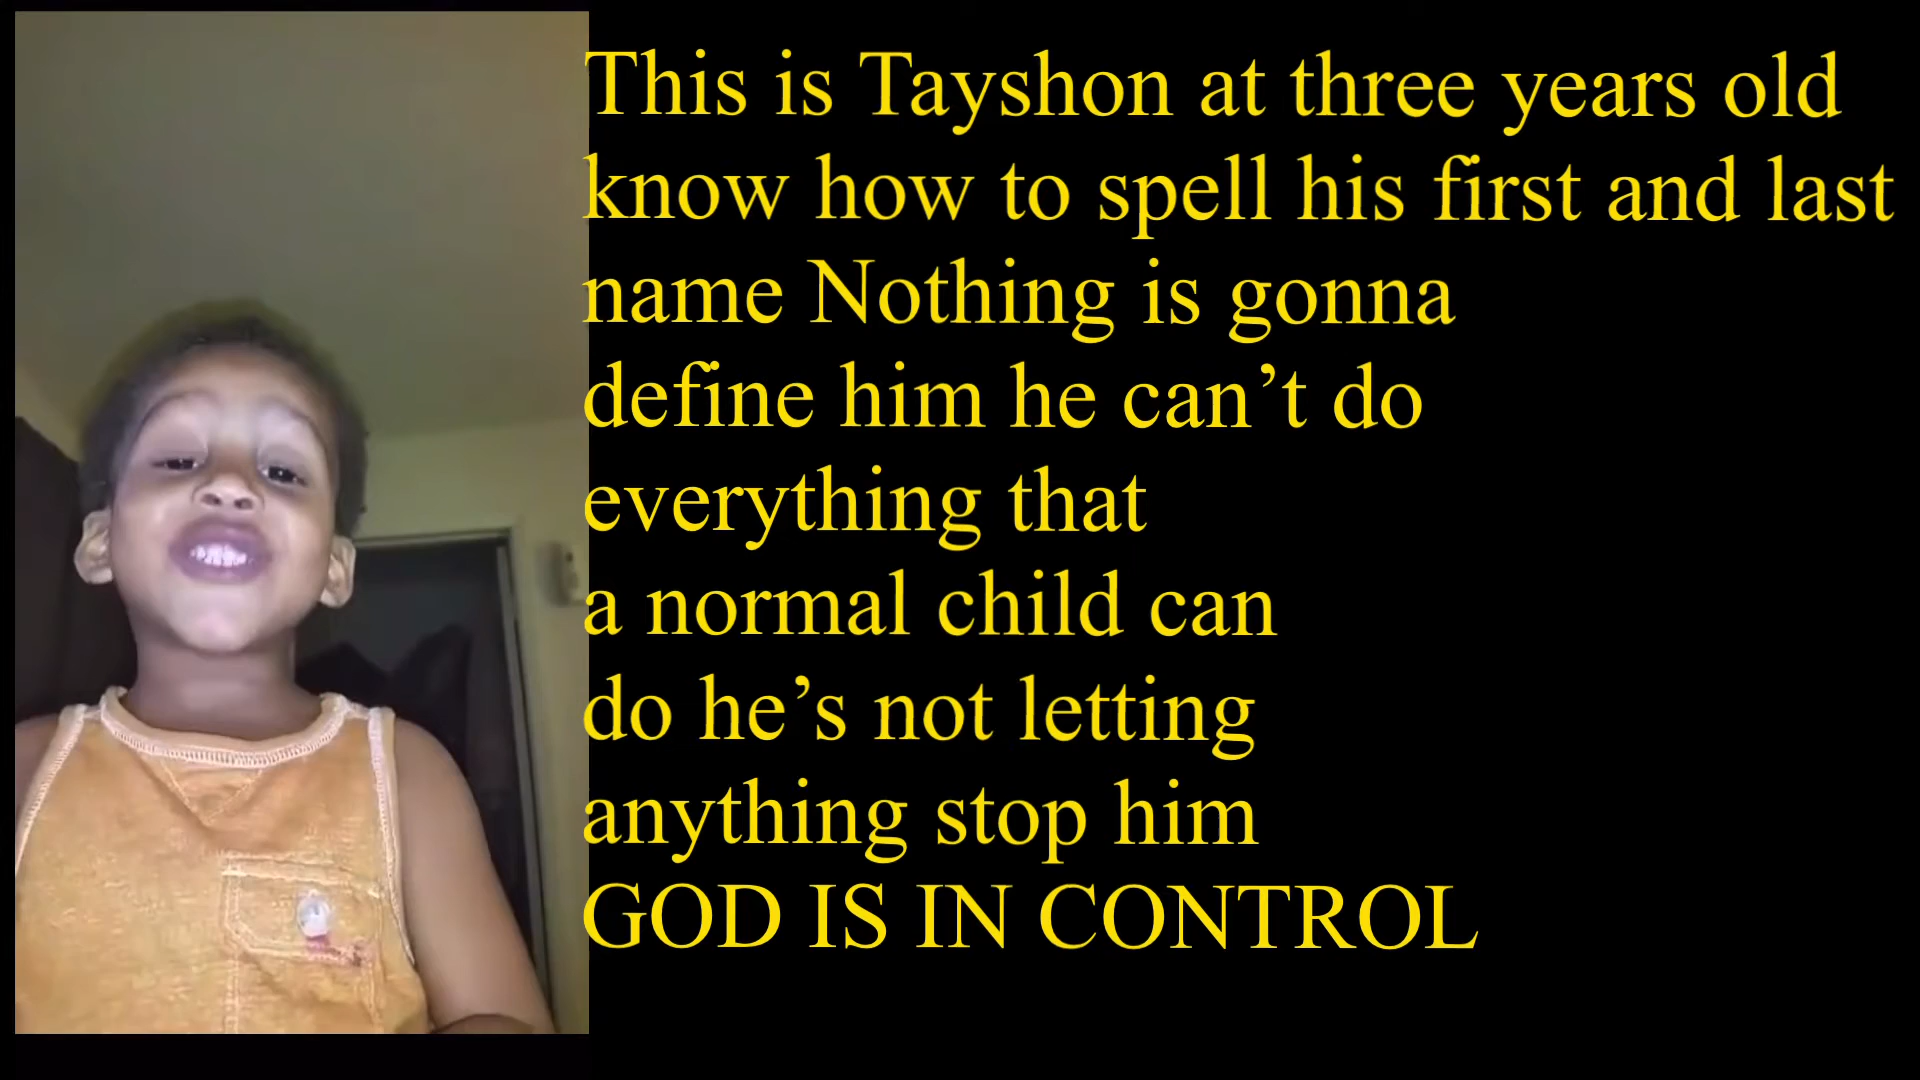 This is Tayshon at three years old
know how to spell his first and last
name Nothing is gonna
define him he can’t do
everything that
a normal child can
do he’s not letting
anything stop him
GOD IS IN CONTROL